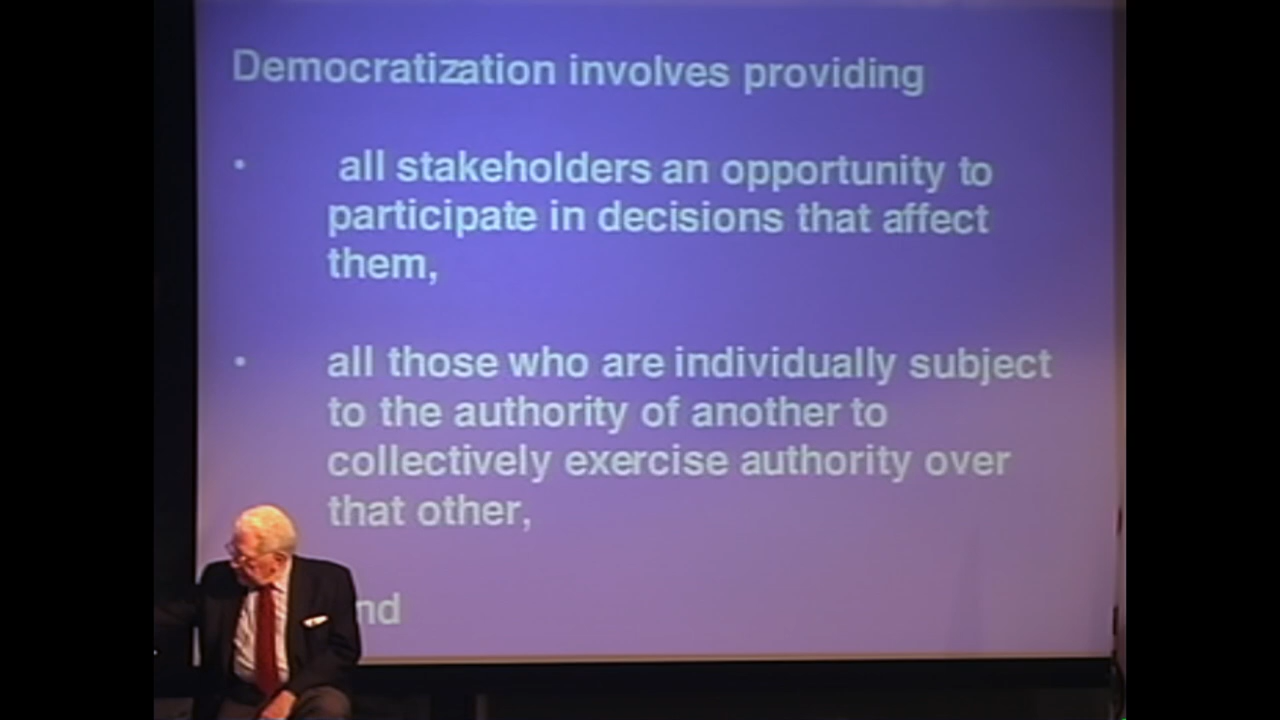 Democratization involves providing
• all stakeholders an opportunity to
participate in decisions that affect
them,
• all those who are individually subject
to the authority of another to
collectively exercise authority over
that other,
nd